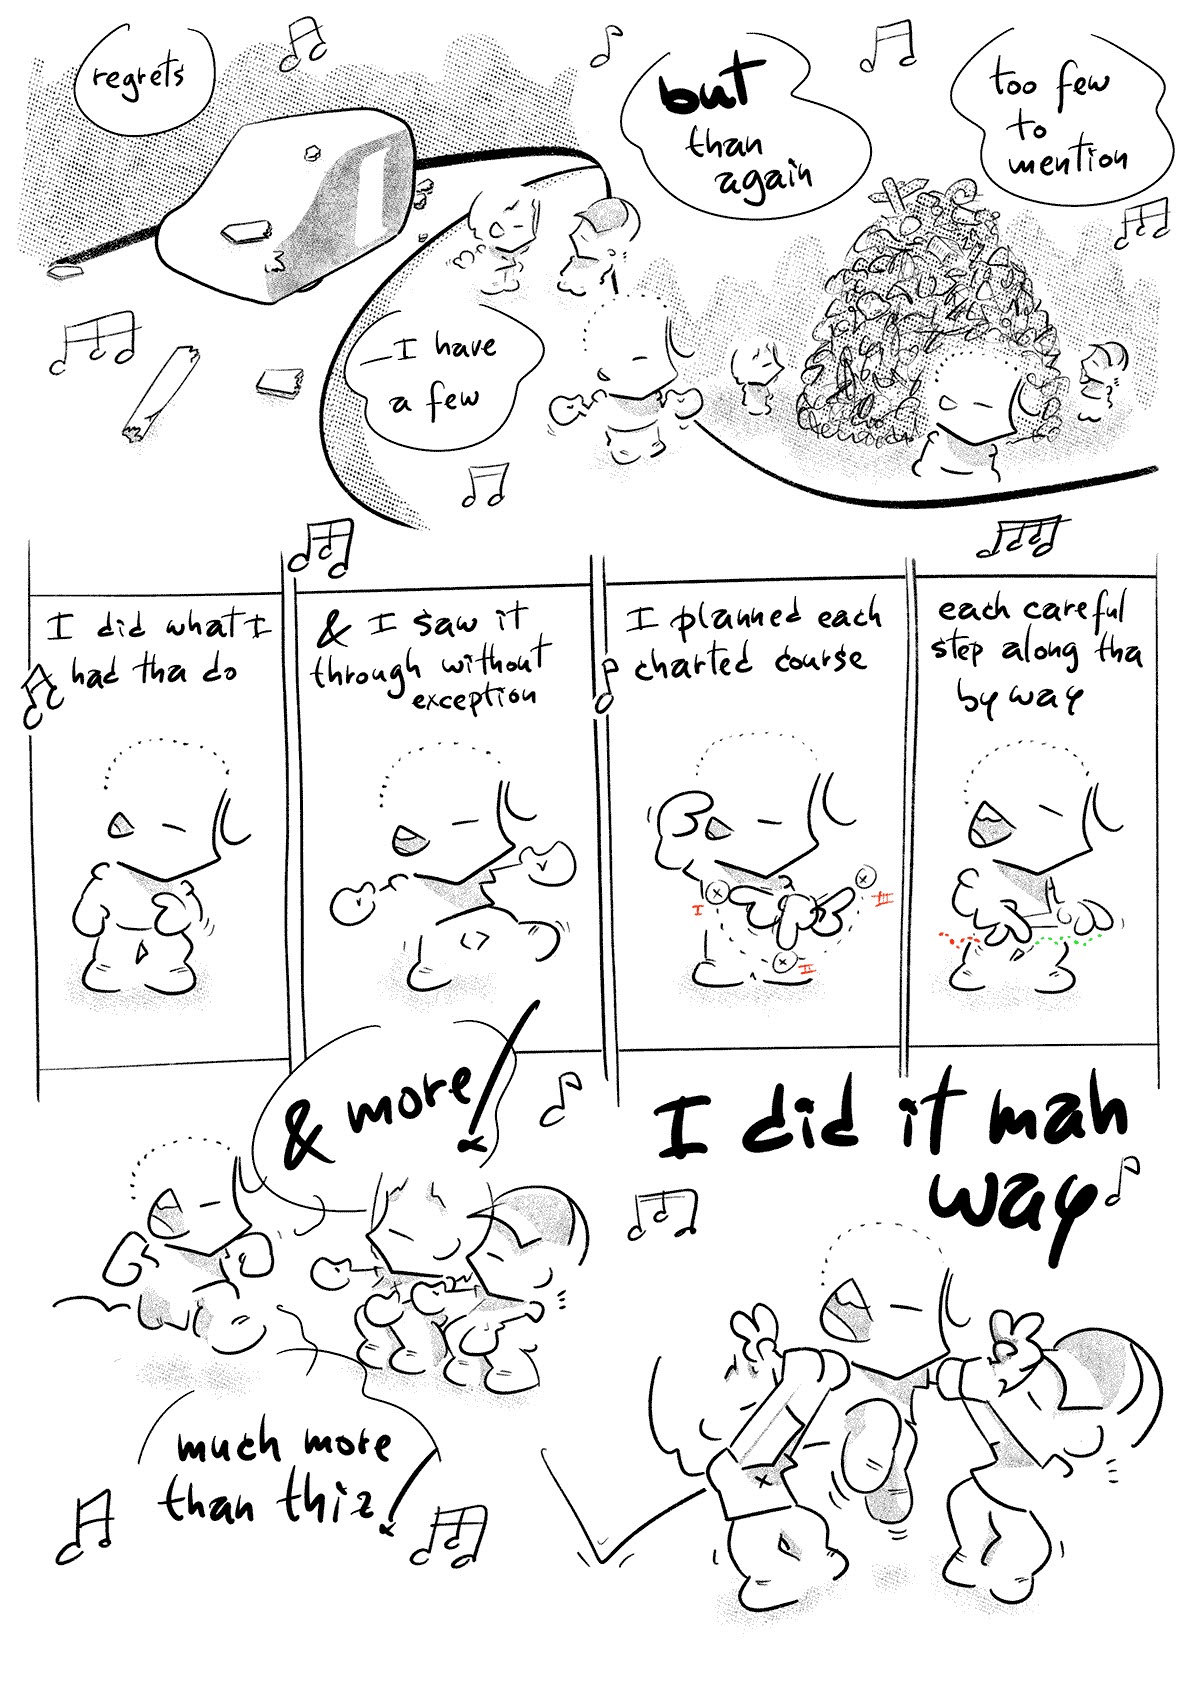 regrets
I have
a few
but
than
again
too few
to
mention
I did what I
had tha do
& I saw it
through without
exception
I planned each
charted course
I
II
III
each careful
step along tha
by way
& more!
much more
than thiz!
I did it mah
way